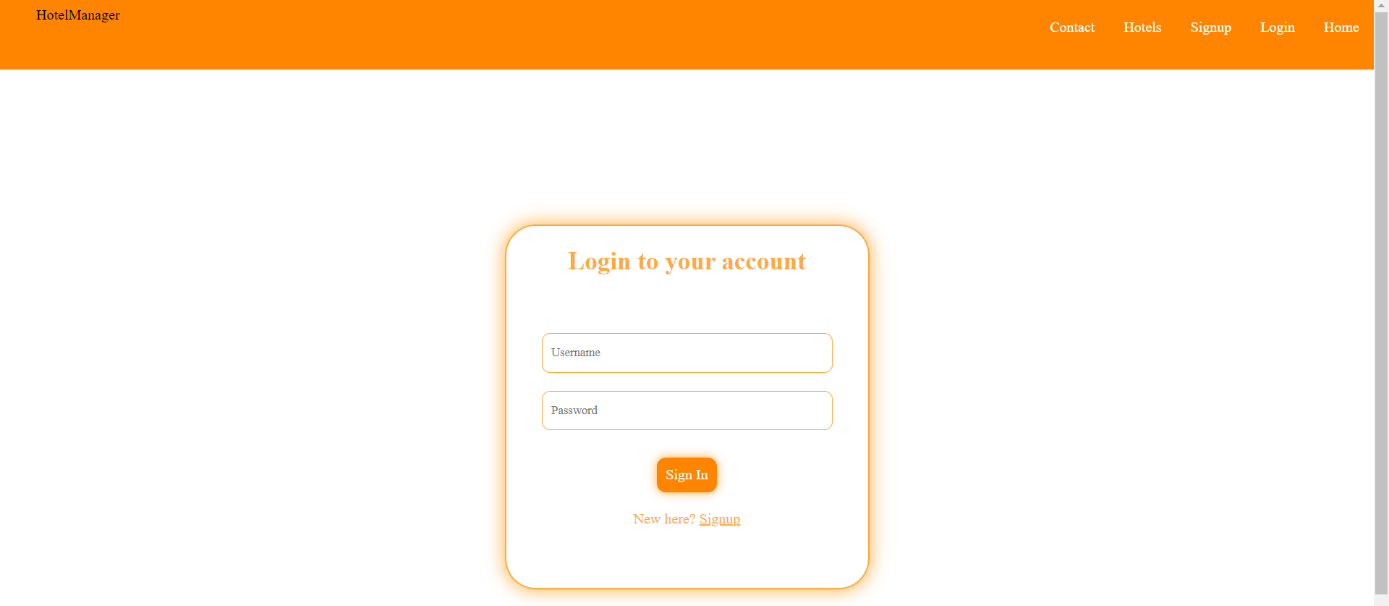 HotelManager
Contact Hotels Signup Login Home
Login to your account
Username
Password
Sign In
New here? Signup